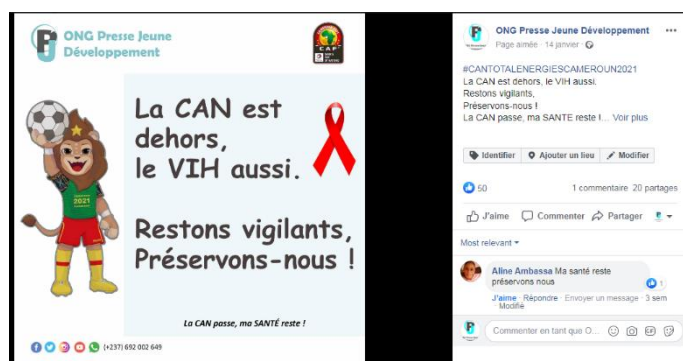 ONG Presse Jeune
Développement
CAF
La CAN est
dehors,
le VIH aussi.
Restons vigilants,
Préservons-nous !
2021
La CAN passe, ma SANTÉ reste !
(+237) 692 002 649
ONG Presse Jeune Développement
Page aimée · 14 janvier ·
#CANTOTALENERGIESCAMEROUN2021
La CAN est dehors, le VIH aussi.
Restons vigilants,
Préservons-nous !
La CAN passe, ma SANTE reste !... Voir plus
Identifier Ajouter un lieu Modifier
50 1 commentaire 20 partages
J'aime Commenter Partager
Most relevant
Aline Ambassa Ma santé reste
préservons nous
1
J'aime · Répondre · Envoyer un message · 3 sem
· Modifié
Commenter en tant que O...
GIF